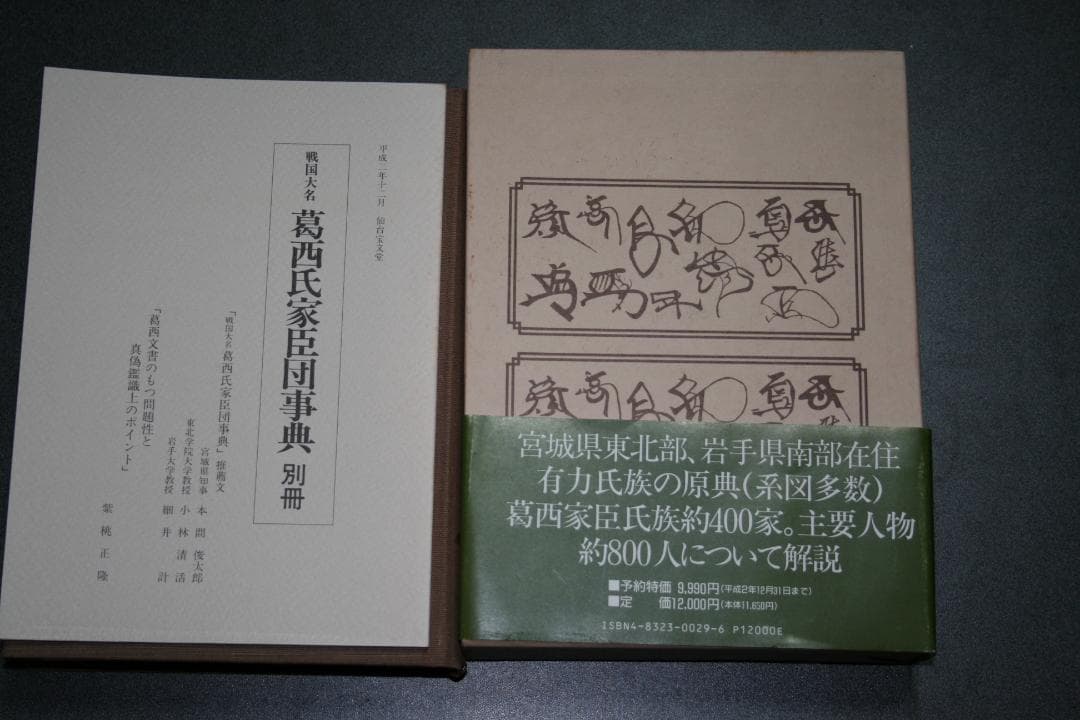 平成二年十二月 仙台宝文堂
戦国大名 葛西氏家臣団事典 別冊
「戦国大名葛西氏家臣団事典」推薦文
宮城県知事 本間俊太郎
東北学院大学教授 小林清活
岩手大学教授 細井計
「葛西文書のもつ問題性と
真偽鑑識上のポイント」
紫桃正隆
宮城県東北部、岩手県南部在住
有力氏族の原典(系図多数)
葛西家臣氏族約400家。主要人物
約800人について解説
■予約特価 9,990円(平成2年12月31日まで)
■定 価12,000円(本体11,650円)
ISBN4-8323-0029-6 P12000E